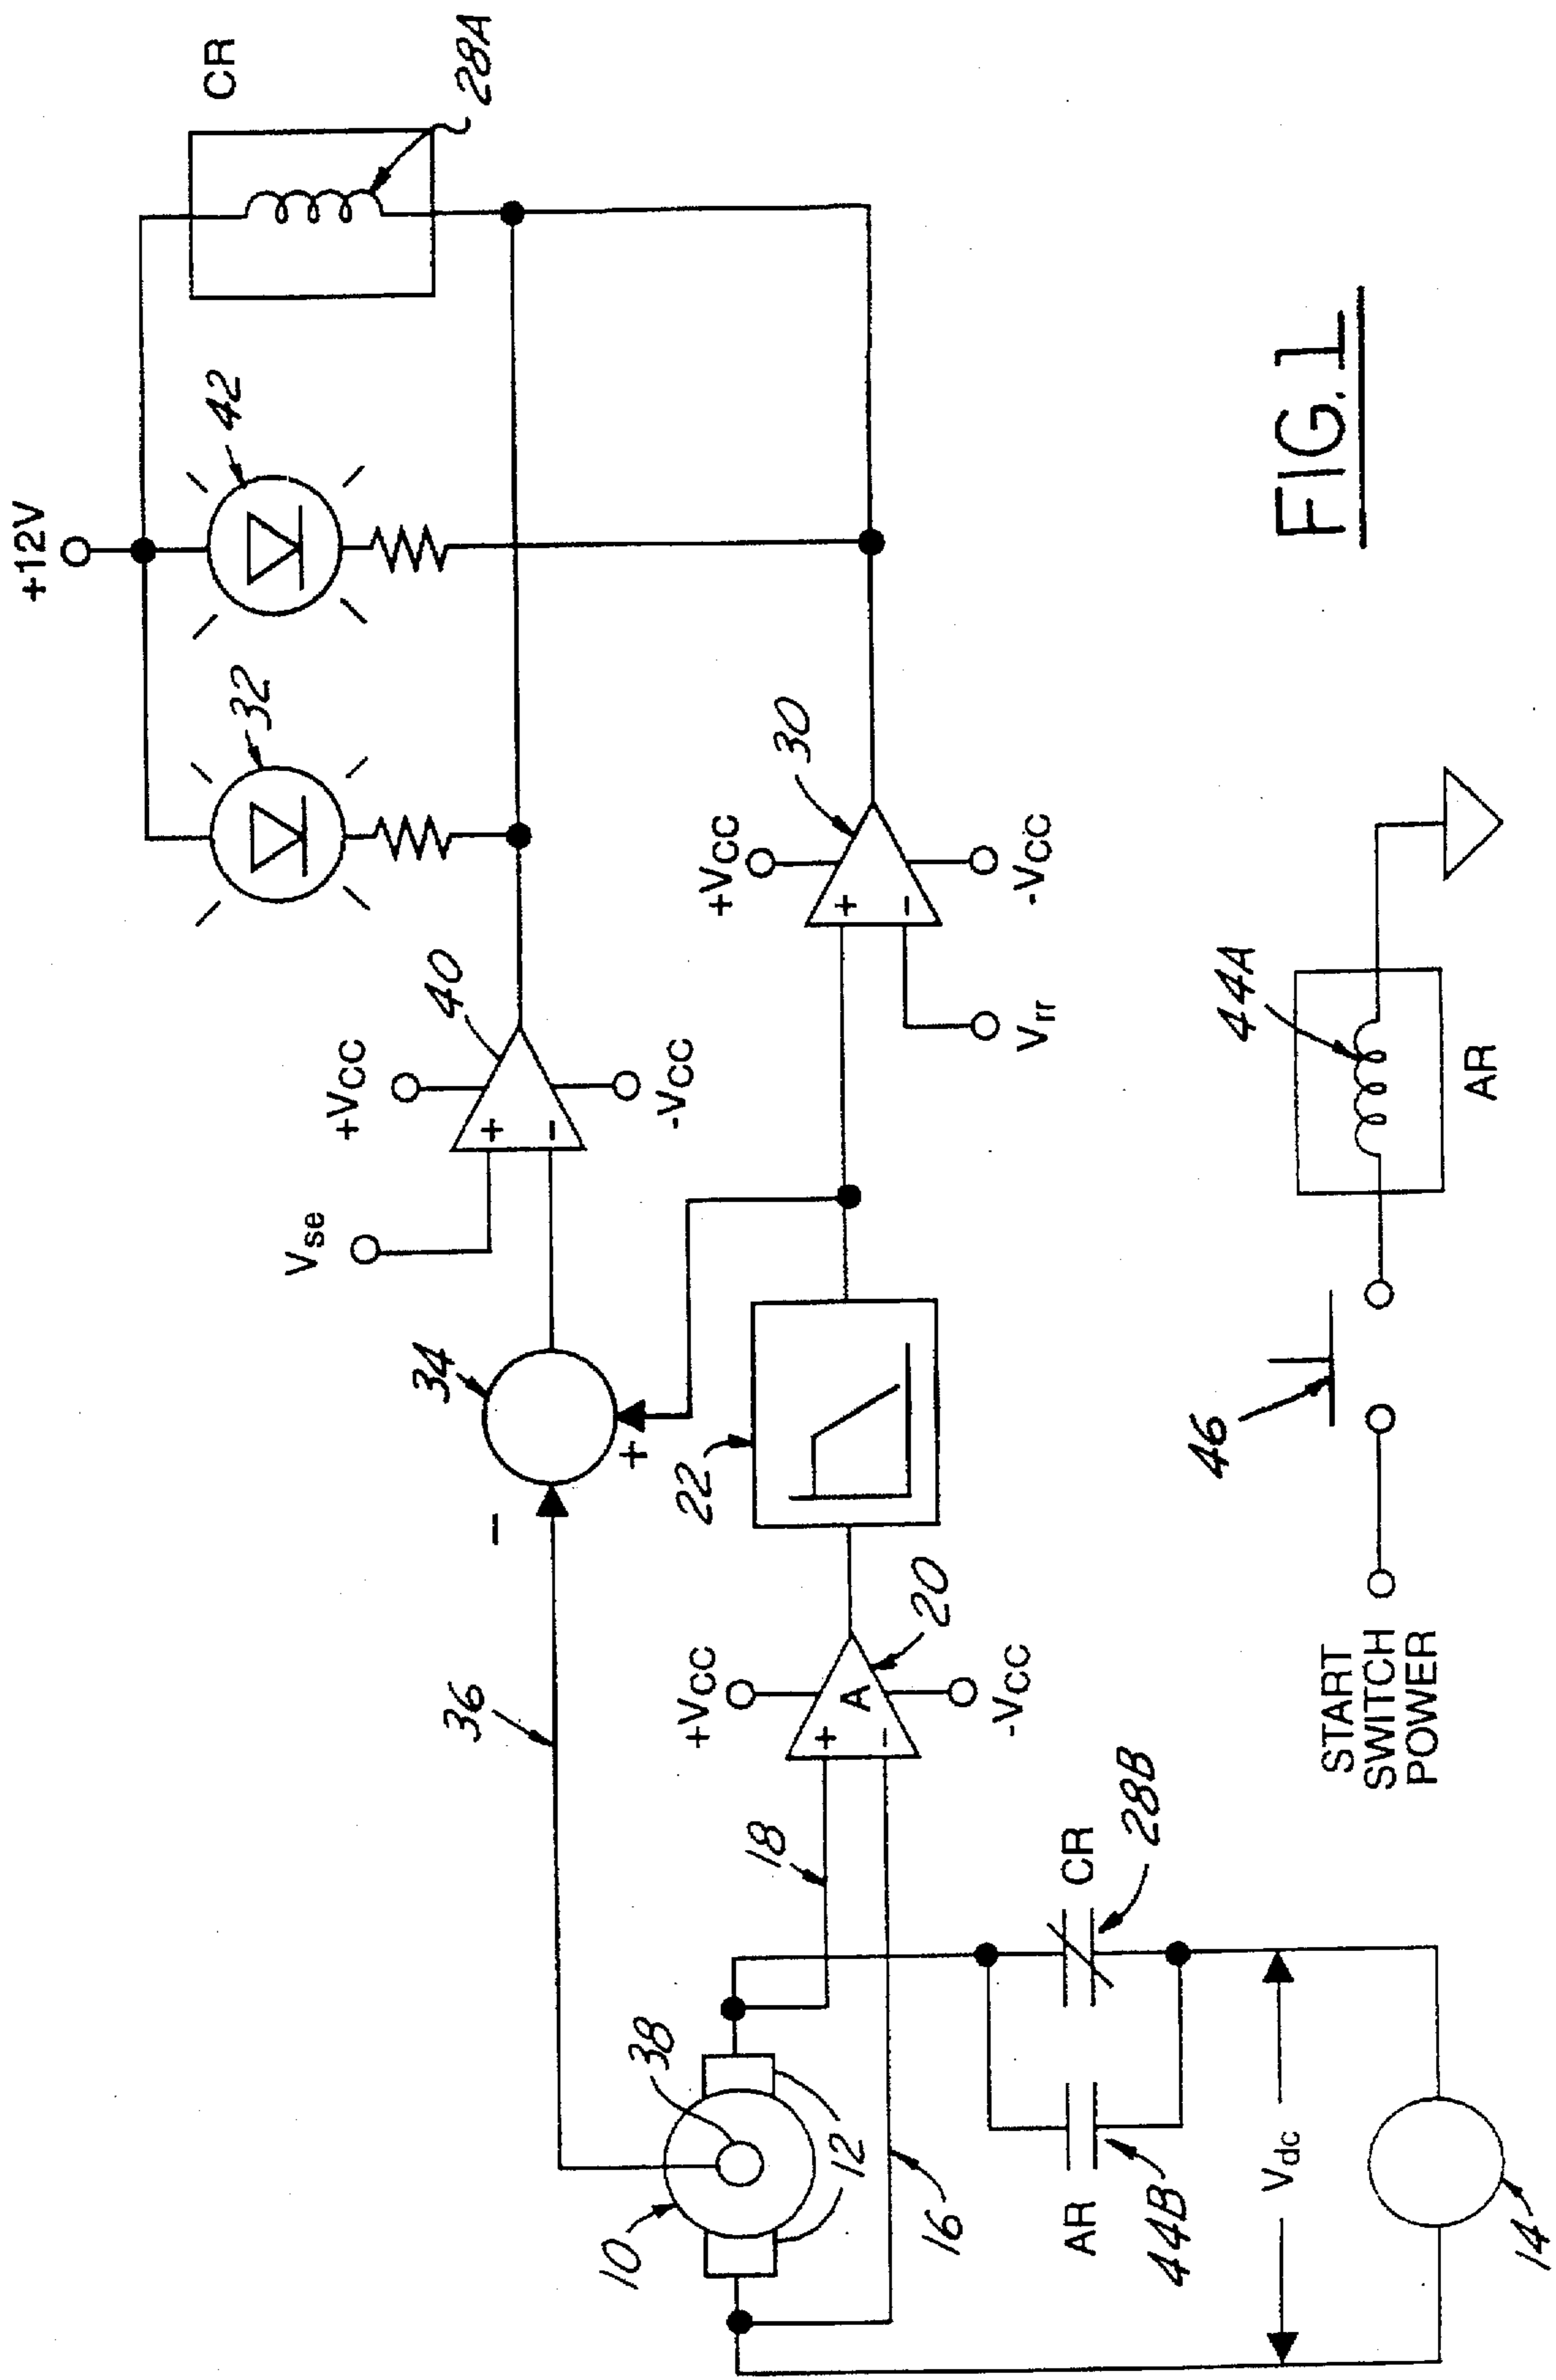 +12V
CR
28A
42
32
+VCC
40
-VCC
Vse
+
-
34
+
-
36
+VCC
30
-VCC
+
-
Vrr
22
+VCC
20
-VCC
A
+
-
18
16
38
10
12
CR
28B
AR
44B
Vdc
14
START
SWITCH
POWER
46
44A
AR
FIG. 1